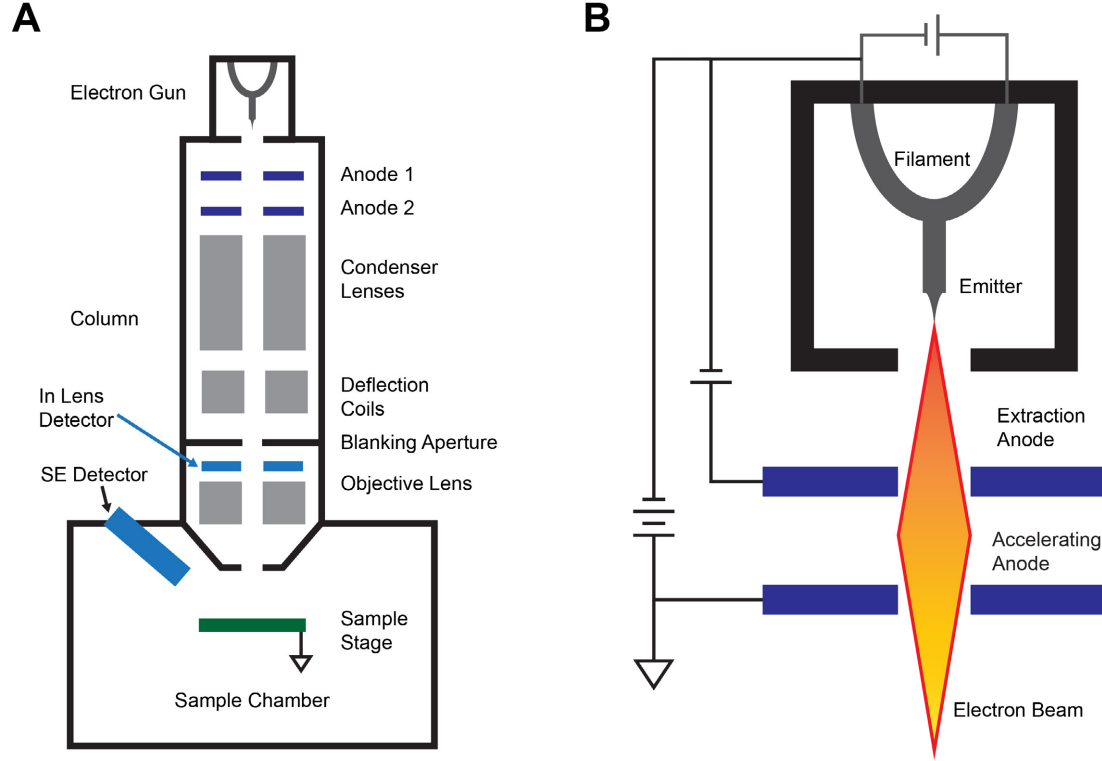 A
Electron Gun
Anode 1
Anode 2
Condenser
Lenses
Column
Deflection
Coils
In Lens
Detector
Blanking Aperture
SE Detector
Objective Lens
Sample
Stage
Sample Chamber
B
Filament
Emitter
Extraction
Anode
Accelerating
Anode
Electron Beam